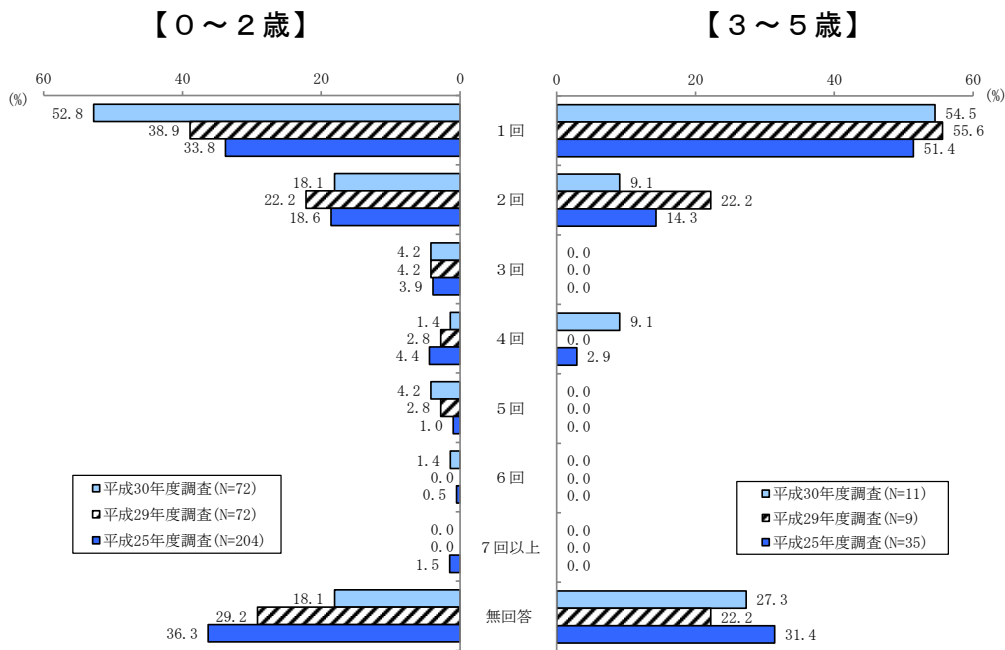 【０～２歳】
【３～５歳】
60 40 20 0
0 20 40 60
(%)
(%)
52.8
38.9
33.8
1回
54.5
55.6
51.4
18.1
22.2
18.6
2回
9.1
22.2
14.3
4.2
4.2
3.9
3回
0.0
0.0
0.0
1.4
2.8
4.4
4回
9.1
0.0
2.9
4.2
2.8
1.0
5回
0.0
0.0
0.0
1.4
0.0
0.5
6回
0.0
0.0
0.0
0.0
0.0
1.5
7回以上
0.0
0.0
0.0
18.1
29.2
36.3
無回答
27.3
22.2
31.4
平成30年度調査(N=72)
平成29年度調査(N=72)
平成25年度調査(N=204)
平成30年度調査(N=11)
平成29年度調査(N=9)
平成25年度調査(N=35)